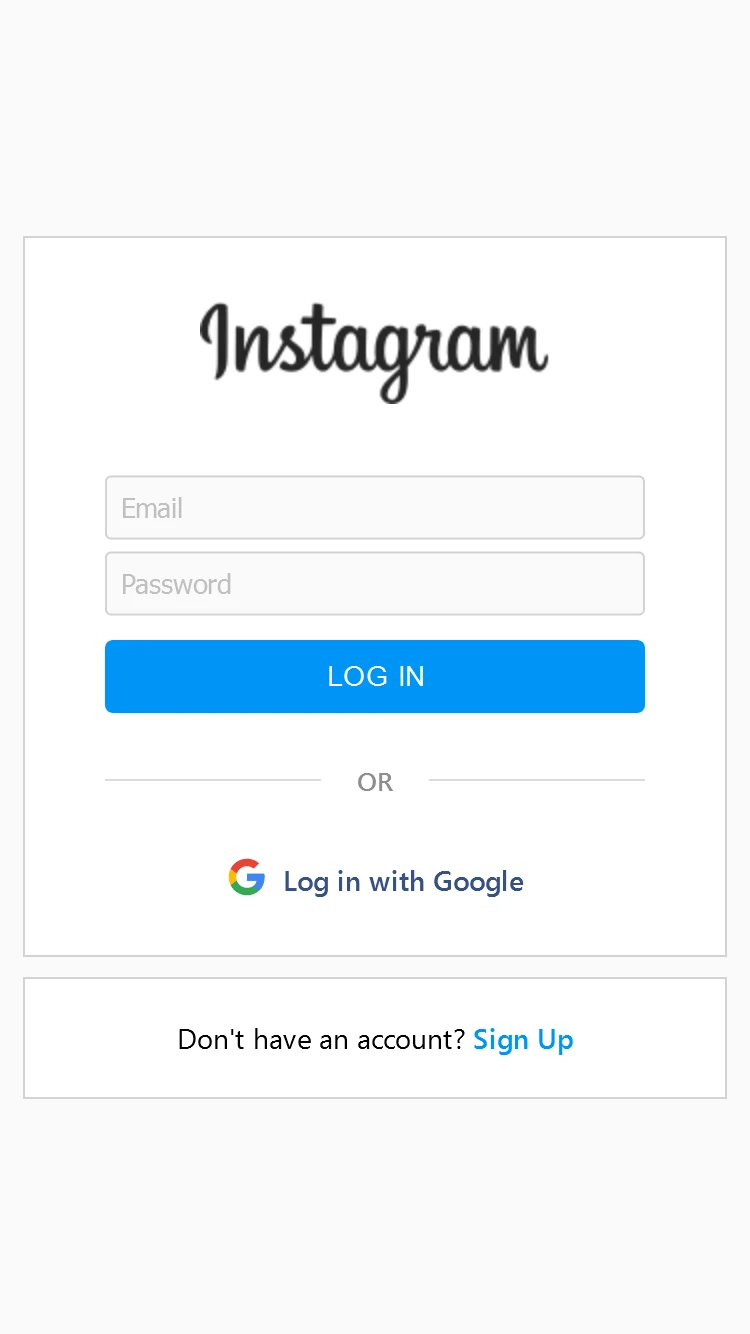 Instagram
Email
Password
LOG IN
OR
Log in with Google
Don't have an account? Sign Up